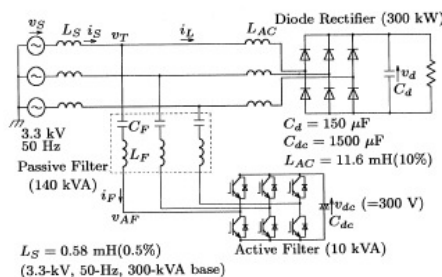 v_S
L_S
i_S
v_T
i_L
L_AC
Diode Rectifier (300 kW)
v_d
C_d
3.3 kV
50 Hz
C_F
L_F
Passive Filter
(140 kVA)
C_d = 150 μF
C_dc = 1500 μF
L_AC = 11.6 mH(10%)
i_F
v_AF
v_dc (=300 V)
C_dc
Active Filter (10 kVA)
L_S = 0.58 mH(0.5%)
(3.3-kV, 50-Hz, 300-kVA base)